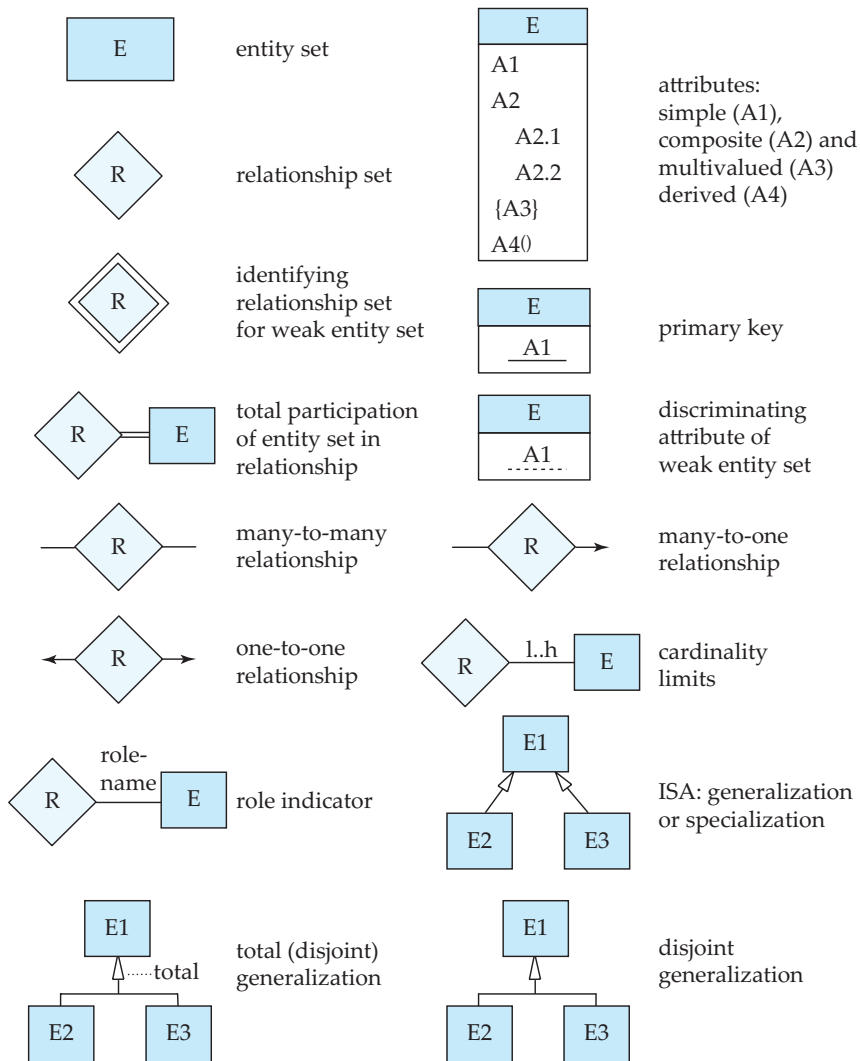 E
entity set
R
relationship set
R
identifying
relationship set
for weak entity set
R
E
total participation
of entity set in
relationship
R
many-to-many
relationship
R
one-to-one
relationship
R
role-
name
E
role indicator
E1
total
E2
E3
total (disjoint)
generalization
E
A1
A2
A2.1
A2.2
{A3}
A4()
attributes:
simple (A1),
composite (A2) and
multivalued (A3)
derived (A4)
E
A1
primary key
E
A1
discriminating
attribute of
weak entity set
R
many-to-one
relationship
R
l..h
E
cardinality
limits
E1
E2
E3
ISA: generalization
or specialization
E1
E2
E3
disjoint
generalization